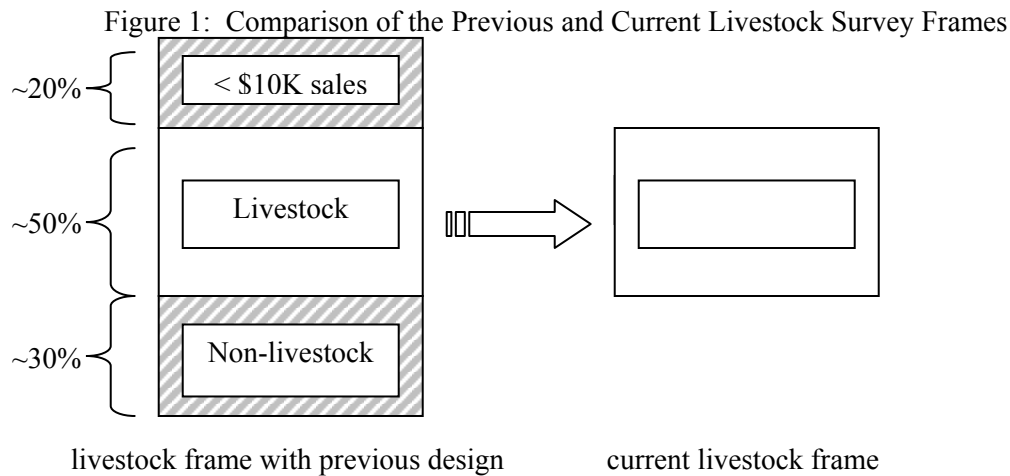 Figure 1: Comparison of the Previous and Current Livestock Survey Frames
~20%
< $10K sales
~50%
Livestock
~30%
Non-livestock
livestock frame with previous design
current livestock frame